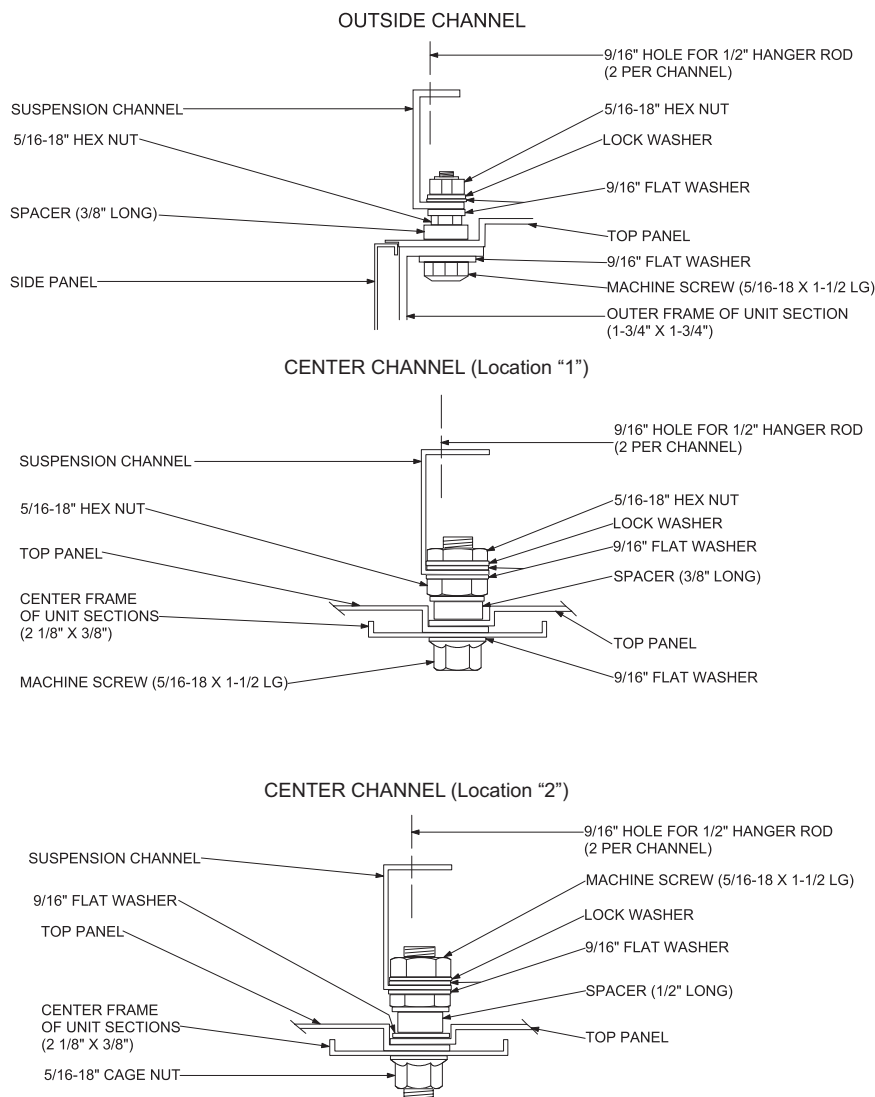 OUTSIDE CHANNEL
9/16" HOLE FOR 1/2" HANGER ROD
(2 PER CHANNEL)
SUSPENSION CHANNEL
5/16-18" HEX NUT
5/16-18" HEX NUT
LOCK WASHER
9/16" FLAT WASHER
SPACER (3/8" LONG)
TOP PANEL
9/16" FLAT WASHER
SIDE PANEL
MACHINE SCREW (5/16-18 X 1-1/2 LG)
OUTER FRAME OF UNIT SECTION
(1-3/4" X 1-3/4")
CENTER CHANNEL (Location “1”)
9/16" HOLE FOR 1/2" HANGER ROD
(2 PER CHANNEL)
SUSPENSION CHANNEL
5/16-18" HEX NUT
5/16-18" HEX NUT
LOCK WASHER
TOP PANEL
9/16" FLAT WASHER
SPACER (3/8" LONG)
CENTER FRAME
OF UNIT SECTIONS
(2 1/8" X 3/8")
TOP PANEL
MACHINE SCREW (5/16-18 X 1-1/2 LG)
9/16" FLAT WASHER
CENTER CHANNEL (Location “2”)
9/16" HOLE FOR 1/2" HANGER ROD
(2 PER CHANNEL)
SUSPENSION CHANNEL
MACHINE SCREW (5/16-18 X 1-1/2 LG)
9/16" FLAT WASHER
LOCK WASHER
TOP PANEL
9/16" FLAT WASHER
SPACER (1/2" LONG)
CENTER FRAME
OF UNIT SECTIONS
(2 1/8" X 3/8")
TOP PANEL
5/16-18" CAGE NUT